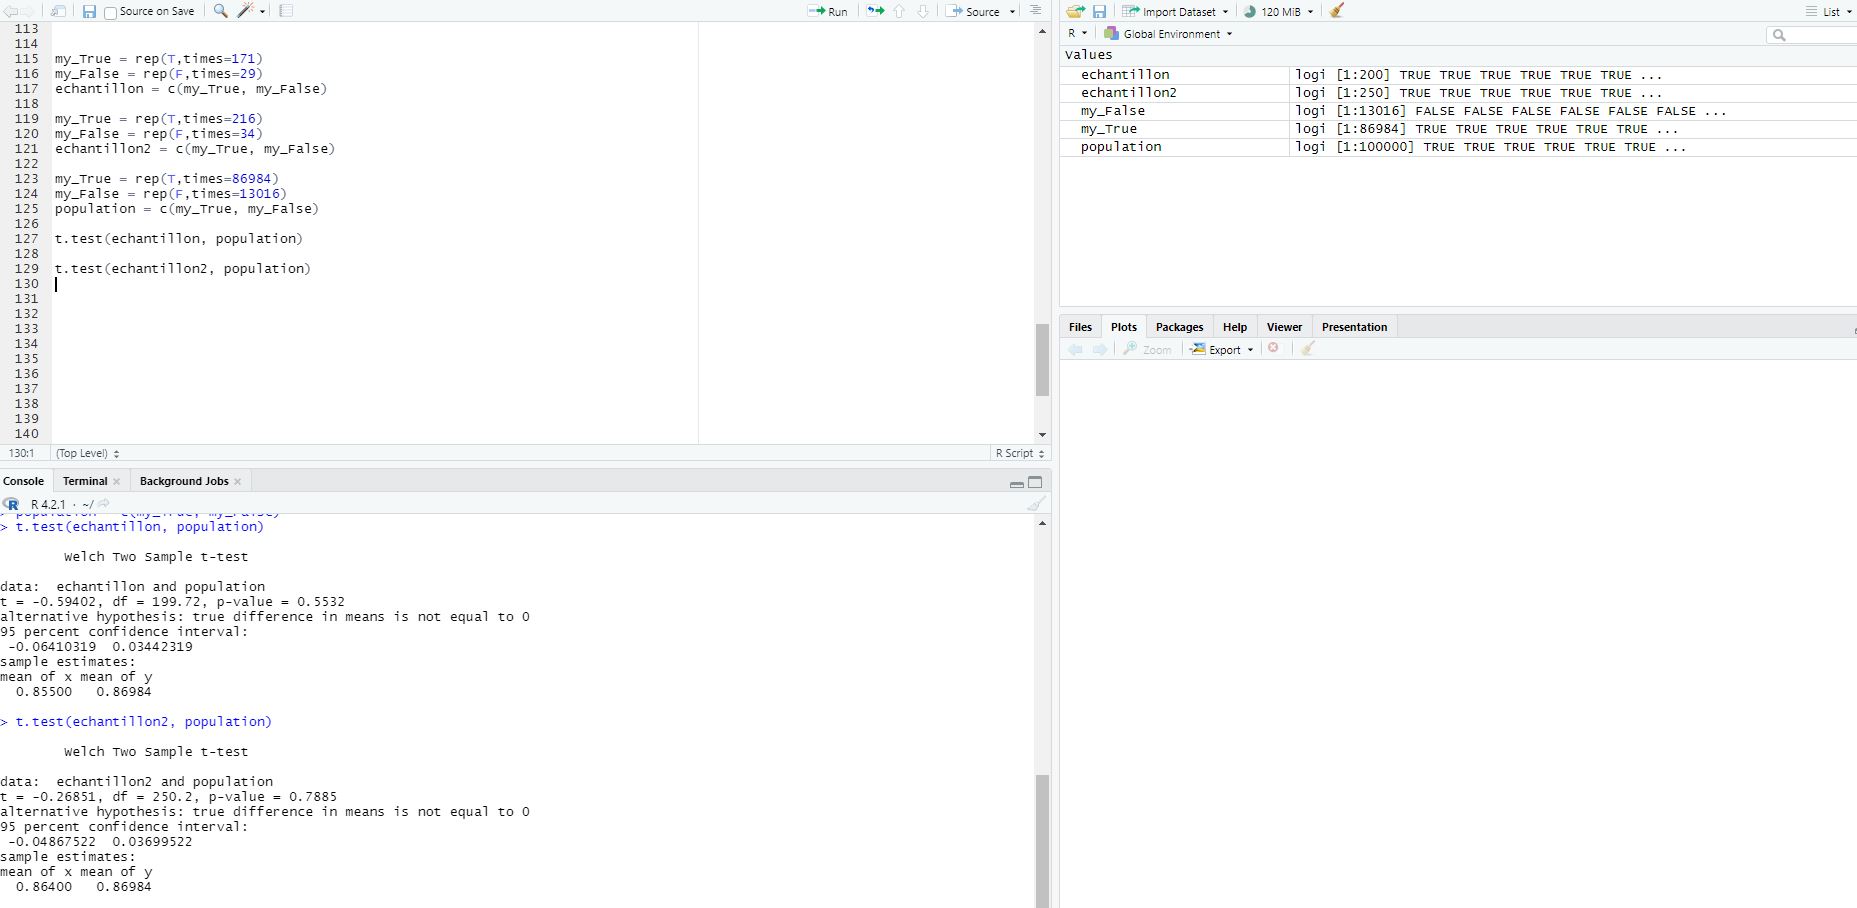 Source on Save Run Source
113
114
115 my_True = rep(T,times=171)
116 my_False = rep(F,times=29)
117 echantillon = c(my_True, my_False)
118
119 my_True = rep(T,times=216)
120 my_False = rep(F,times=34)
121 echantillon2 = c(my_True, my_False)
122
123 my_True = rep(T,times=86984)
124 my_False = rep(F,times=13016)
125 population = c(my_True, my_False)
126
127 t.test(echantillon, population)
128
129 t.test(echantillon2, population)
130
131
132
133
134
135
136
137
138
139
140
130:1 (Top Level) R Script
Console Terminal Background Jobs
R 4.2.1 · ~/
> population = c(my_True, my_False)
> t.test(echantillon, population)
Welch Two Sample t-test
data: echantillon and population
t = -0.59402, df = 199.72, p-value = 0.5532
alternative hypothesis: true difference in means is not equal to 0
95 percent confidence interval:
-0.06410319 0.03442319
sample estimates:
mean of x mean of y
0.85500 0.86984
> t.test(echantillon2, population)
Welch Two Sample t-test
data: echantillon2 and population
t = -0.26851, df = 250.2, p-value = 0.7885
alternative hypothesis: true difference in means is not equal to 0
95 percent confidence interval:
-0.04867522 0.03699522
sample estimates:
mean of x mean of y
0.86400 0.86984
Import Dataset 120 MiB List
R Global Environment
Values
echantillon logi [1:200] TRUE TRUE TRUE TRUE TRUE TRUE ...
echantillon2 logi [1:250] TRUE TRUE TRUE TRUE TRUE TRUE ...
my_False logi [1:13016] FALSE FALSE FALSE FALSE FALSE FALSE ...
my_True logi [1:86984] TRUE TRUE TRUE TRUE TRUE TRUE ...
population logi [1:100000] TRUE TRUE TRUE TRUE TRUE TRUE ...
Files Plots Packages Help Viewer Presentation
Zoom Export